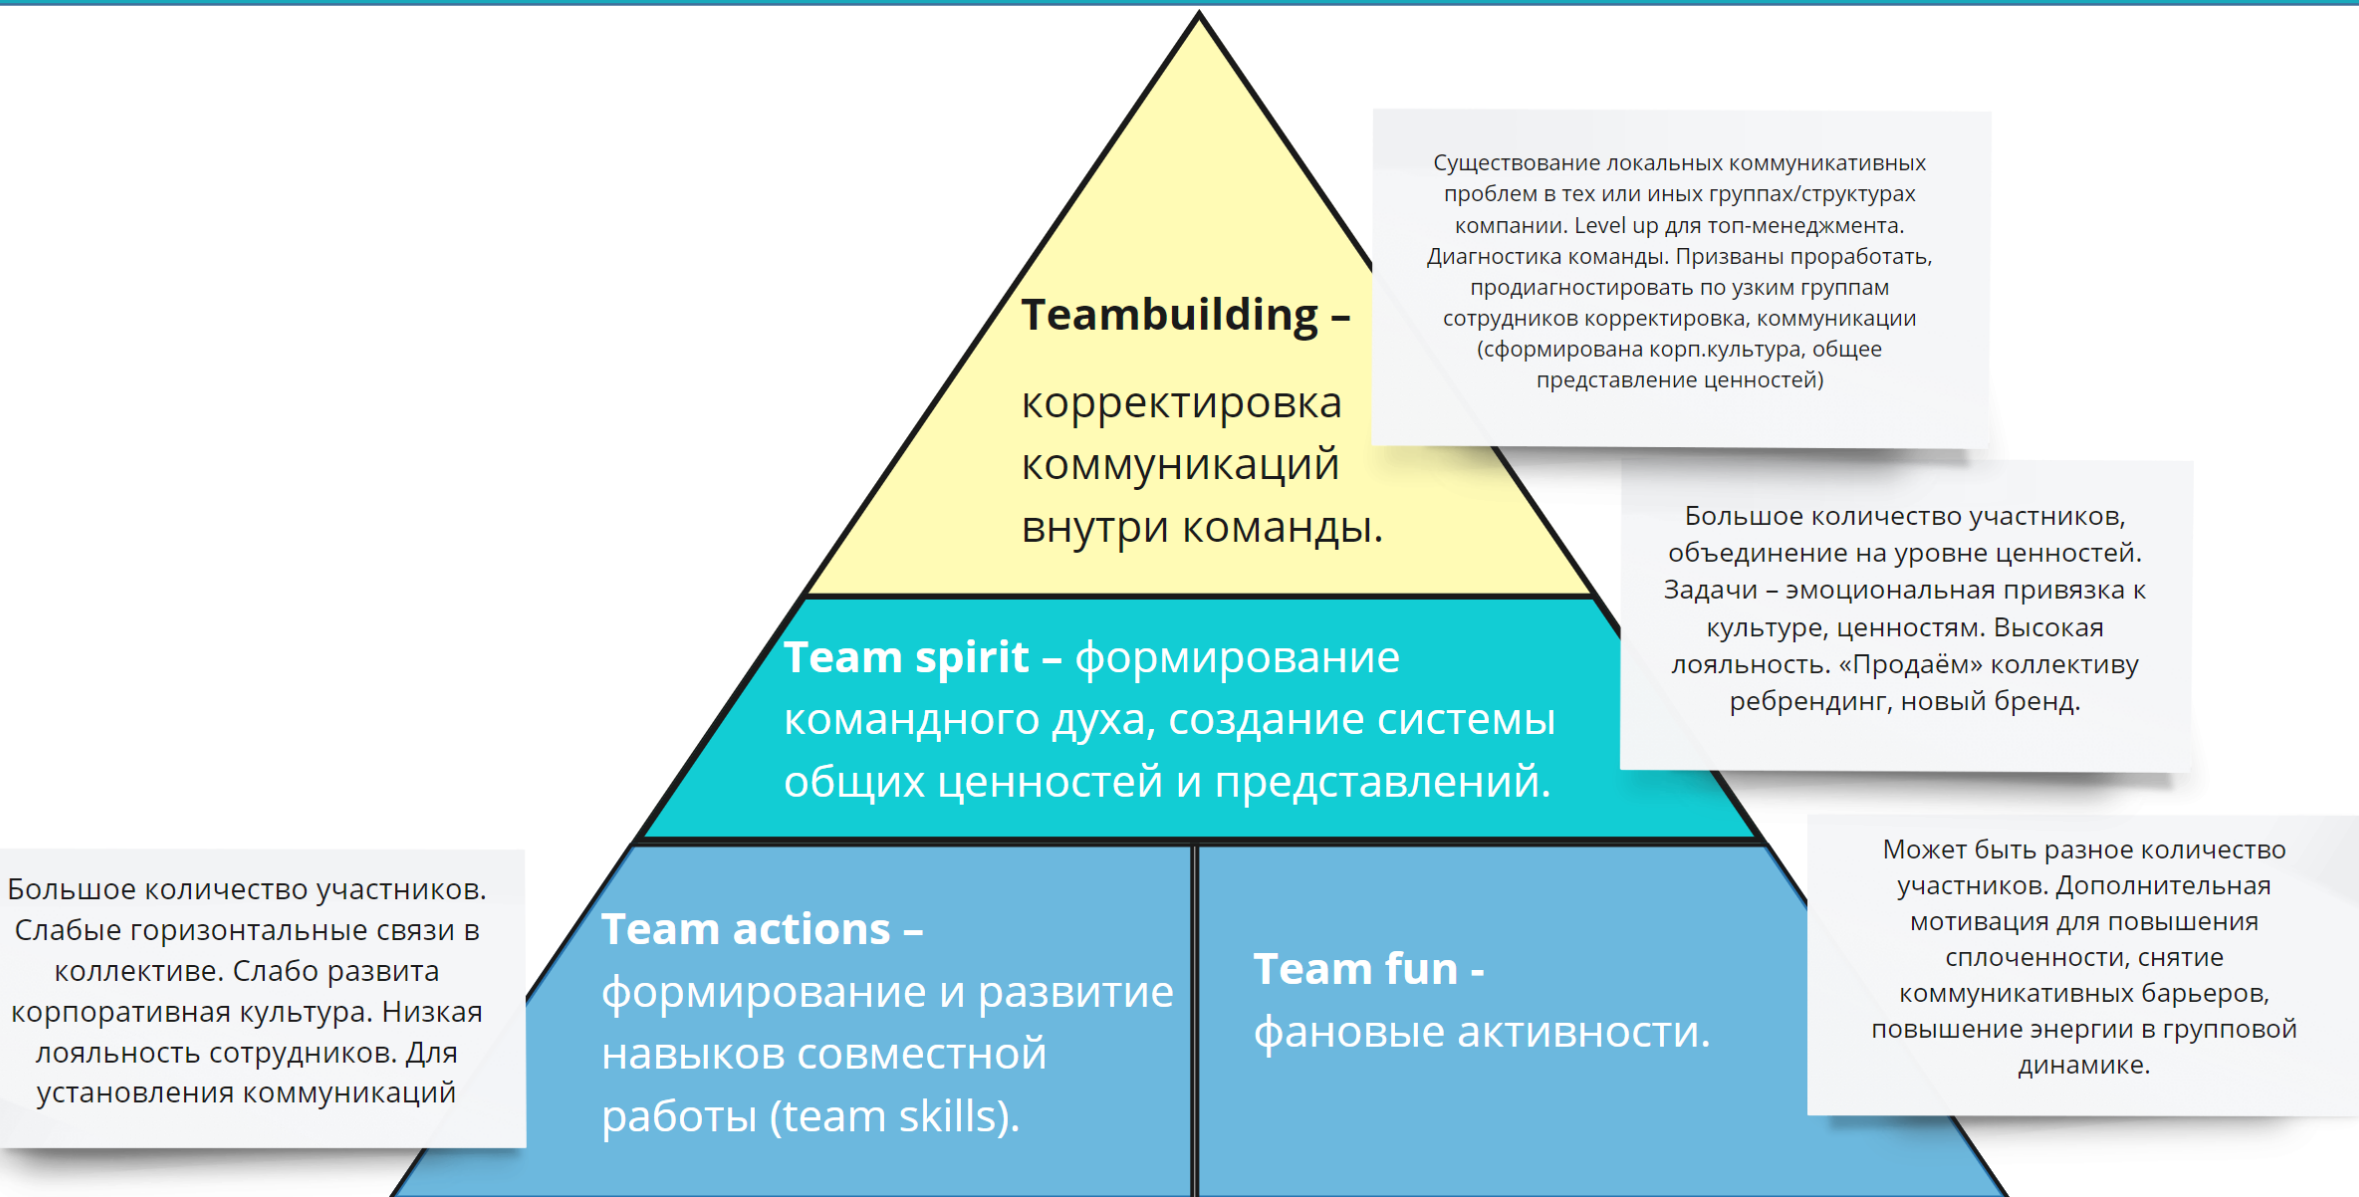 Teambuilding –
корректировка
коммуникаций
внутри команды.
Существование локальных коммуникативных
проблем в тех или иных группах/структурах
компании. Level up для топ-менеджмента.
Диагностика команды. Призваны проработать,
продиагностировать по узким группам
сотрудников корректировка, коммуникации
(сформирована корп.культура, общее
представление ценностей)
Team spirit – формирование
командного духа, создание системы
общих ценностей и представлений.
Большое количество участников,
объединение на уровне ценностей.
Задачи – эмоциональная привязка к
культуре, ценностям. Высокая
лояльность. «Продаём» коллективу
ребрендинг, новый бренд.
Большое количество участников.
Слабые горизонтальные связи в
коллективе. Слабо развита
корпоративная культура. Низкая
лояльность сотрудников. Для
установления коммуникаций
Team actions –
формирование и развитие
навыков совместной
работы (team skills).
Team fun -
фановые активности.
Может быть разное количество
участников. Дополнительная
мотивация для повышения
сплоченности, снятие
коммуникативных барьеров,
повышение энергии в групповой
динамике.